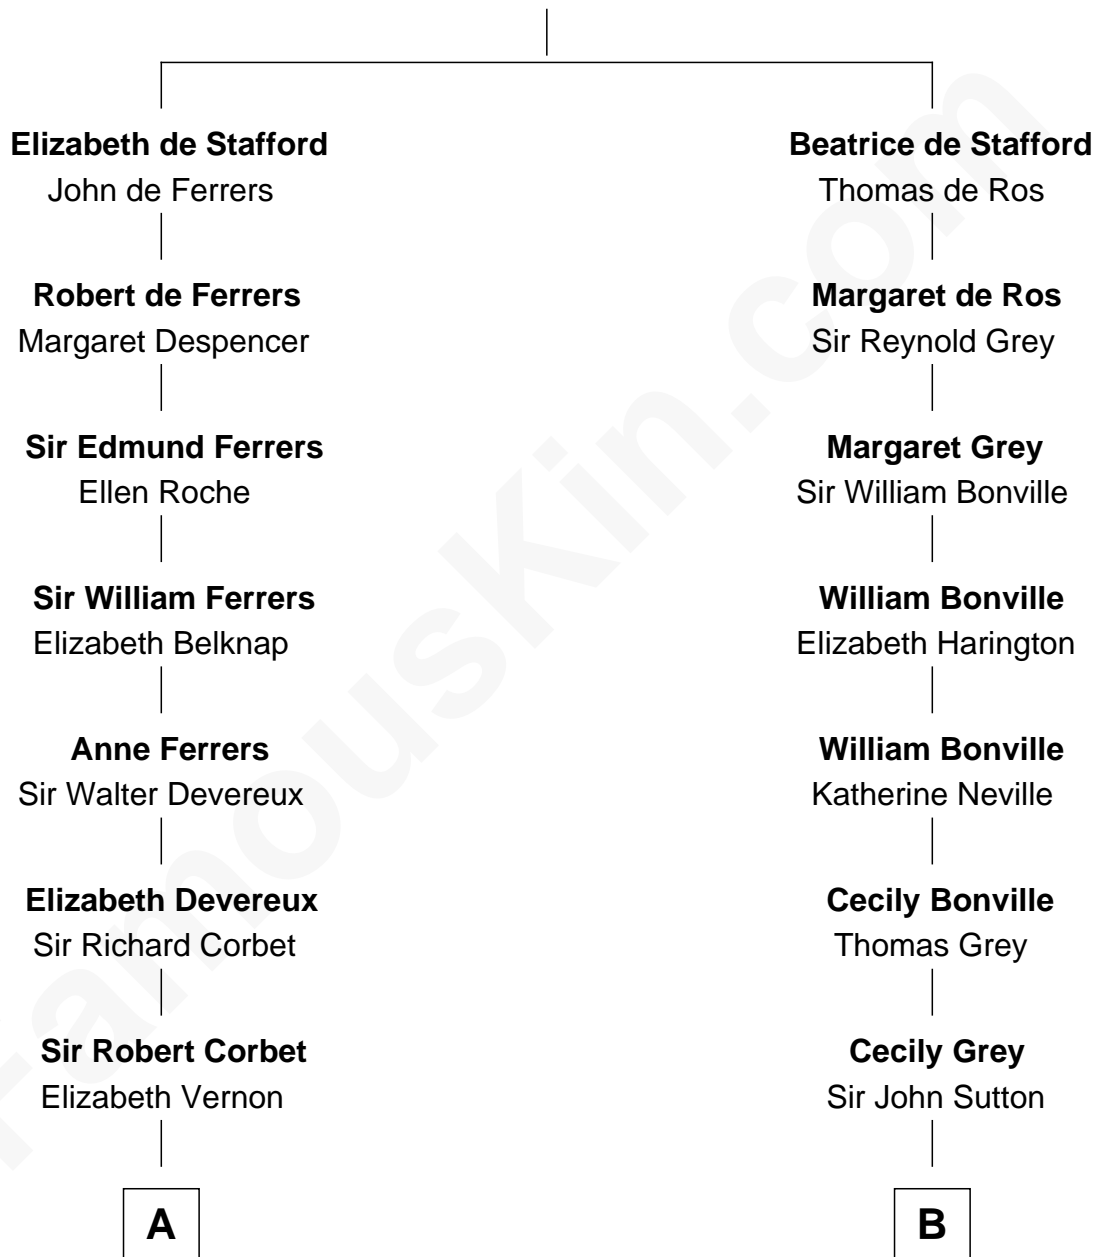 Elizabeth de Stafford
John de Ferrers
Beatrice de Stafford
Thomas de Ros
Robert de Ferrers
Margaret Despencer
Margaret de Ros
Sir Reynold Grey
Sir Edmund Ferrers
Ellen Roche
Margaret Grey
Sir William Bonville
Sir William Ferrers
Elizabeth Belknap
William Bonville
Elizabeth Harington
Anne Ferrers
Sir Walter Devereux
William Bonville
Katherine Neville
Elizabeth Devereux
Sir Richard Corbet
Cecily Bonville
Thomas Grey
Sir Robert Corbet
Elizabeth Vernon
Cecily Grey
Sir John Sutton
A
B
FamousKin.com